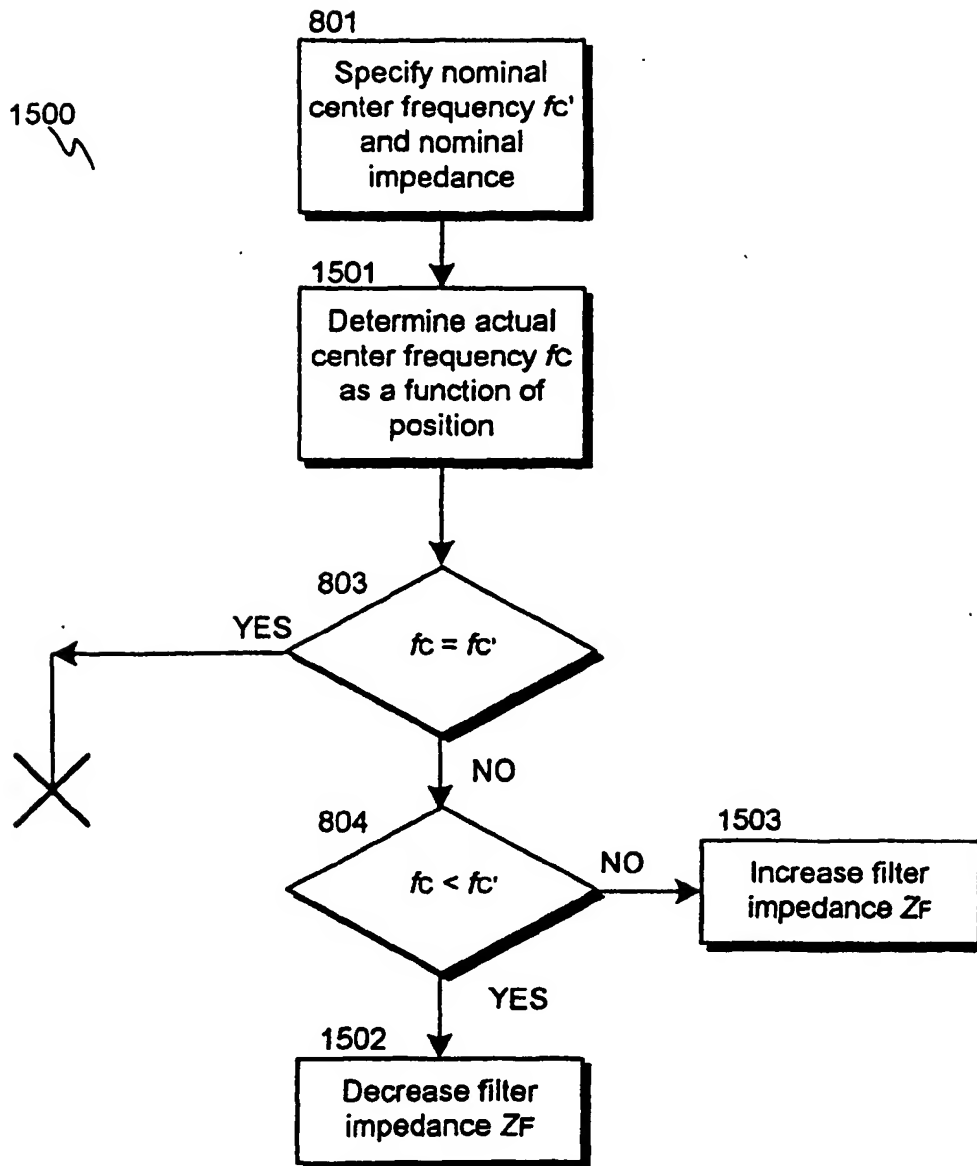 801
Specify nominal
center frequency fc'
and nominal
impedance
1500
1501
Determine actual
center frequency fc
as a function of
position
803
YES
fc = fc'
NO
804
fc < fc'
NO
1503
Increase filter
impedance ZF
YES
1502
Decrease filter
impedance ZF